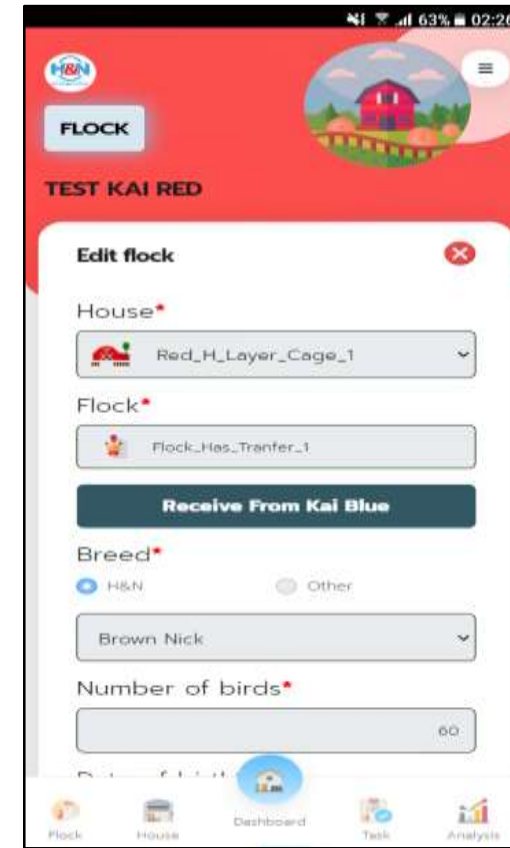 63% 02:26
H&N
FLOCK
TEST KAI RED
Edit flock
House*
Red_H_Layer_Cage_1
Flock*
Flock_Has_Tranfer_1
Receive From Kai Blue
Breed*
H&N Other
Brown Nick
Number of birds*
60
Flock House Dashboard Task Analysis